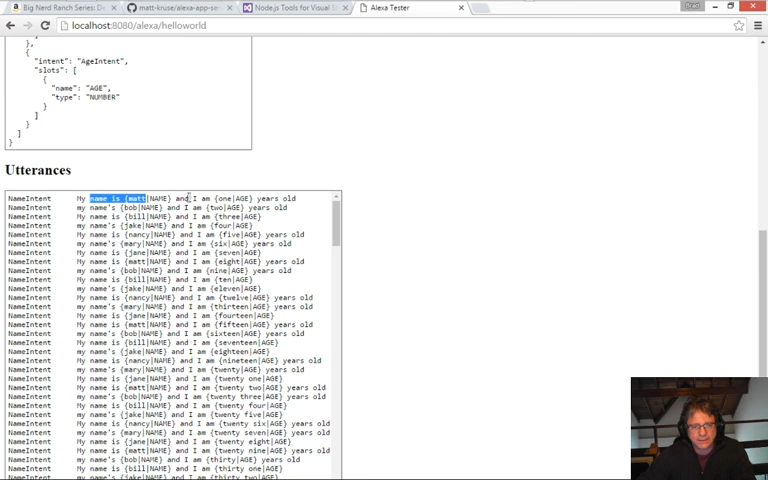 Big Nerd Ranch Series: De
matt-kruse/alexa-app-ser
Node.js Tools for Visual St
Alexa Tester
Brad
localhost:8080/alexa/helloworld
},
{
"intent": "AgeIntent",
"slots": [
{
"name": "AGE",
"type": "NUMBER"
}
]
}
]
}
Utterances
NameIntent My name is {matt|NAME} and I am {one|AGE} years old
NameIntent my name's {bob|NAME} and I am {two|AGE} years old
NameIntent My name is {bill|NAME} and I am {three|AGE}
NameIntent my name's {jake|NAME} and I am {four|AGE}
NameIntent My name is {nancy|NAME} and I am {five|AGE} years old
NameIntent my name's {mary|NAME} and I am {six|AGE} years old
NameIntent My name is {jane|NAME} and I am {seven|AGE}
NameIntent my name's {matt|NAME} and I am {eight|AGE} years old
NameIntent My name is {bob|NAME} and I am {nine|AGE} years old
NameIntent my name's {bill|NAME} and I am {ten|AGE}
NameIntent My name is {jake|NAME} and I am {eleven|AGE}
NameIntent my name's {nancy|NAME} and I am {twelve|AGE} years old
NameIntent My name is {mary|NAME} and I am {thirteen|AGE} years old
NameIntent my name's {jane|NAME} and I am {fourteen|AGE}
NameIntent My name is {matt|NAME} and I am {fifteen|AGE} years old
NameIntent my name's {bob|NAME} and I am {sixteen|AGE} years old
NameIntent My name is {bill|NAME} and I am {seventeen|AGE}
NameIntent my name's {jake|NAME} and I am {eighteen|AGE}
NameIntent My name is {nancy|NAME} and I am {nineteen|AGE} years old
NameIntent my name's {mary|NAME} and I am {twenty|AGE} years old
NameIntent My name is {jane|NAME} and I am {twenty one|AGE}
NameIntent my name's {matt|NAME} and I am {twenty two|AGE} years old
NameIntent My name is {bob|NAME} and I am {twenty three|AGE} years old
NameIntent my name's {bill|NAME} and I am {twenty four|AGE}
NameIntent My name is {jake|NAME} and I am {twenty five|AGE}
NameIntent my name's {nancy|NAME} and I am {twenty six|AGE} years old
NameIntent My name is {mary|NAME} and I am {twenty seven|AGE} years old
NameIntent my name's {jane|NAME} and I am {twenty eight|AGE}
NameIntent My name is {matt|NAME} and I am {twenty nine|AGE} years old
NameIntent my name's {bob|NAME} and I am {thirty|AGE} years old
NameIntent My name is {bill|NAME} and I am {thirty one|AGE}
NameIntent my name's {jake|NAME} and I am {thirty two|AGE}